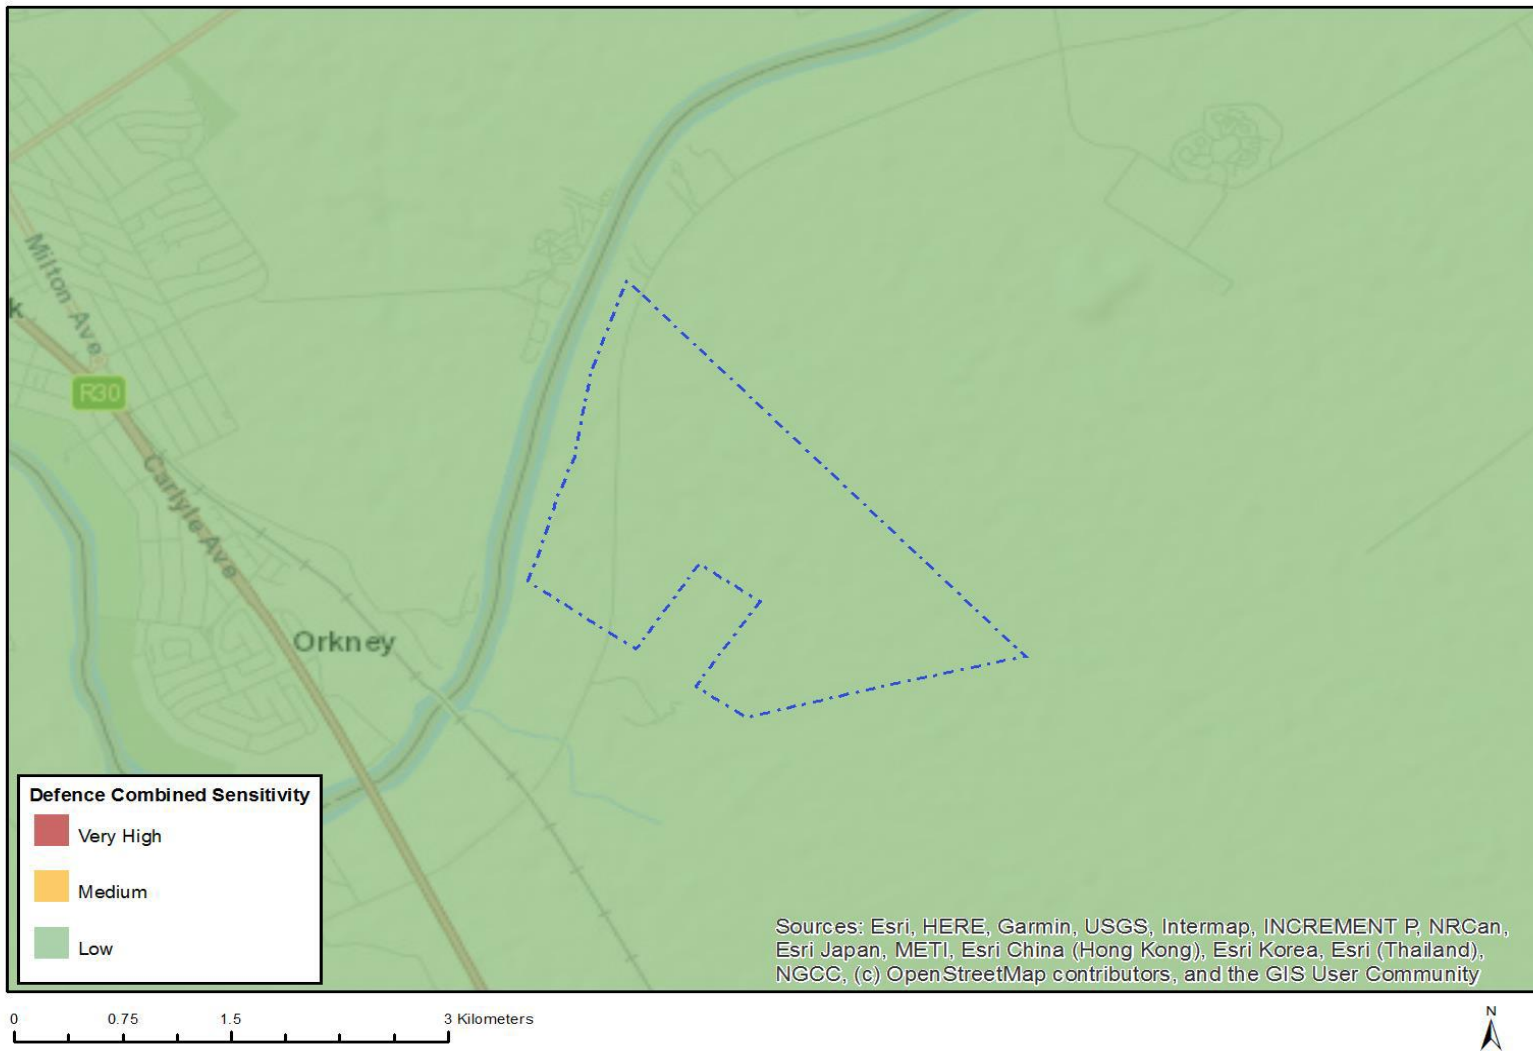 Milton Ave
k
R30
Carlyle Ave
Orkney
Defence Combined Sensitivity
Very High
Medium
Low
Sources: Esri, HERE, Garmin, USGS, Intermap, INCREMENT P, NRCan,
Esri Japan, METI, Esri China (Hong Kong), Esri Korea, Esri (Thailand),
NGCC, (c) OpenStreetMap contributors, and the GIS User Community
0 0.75 1.5 3 Kilometers
N